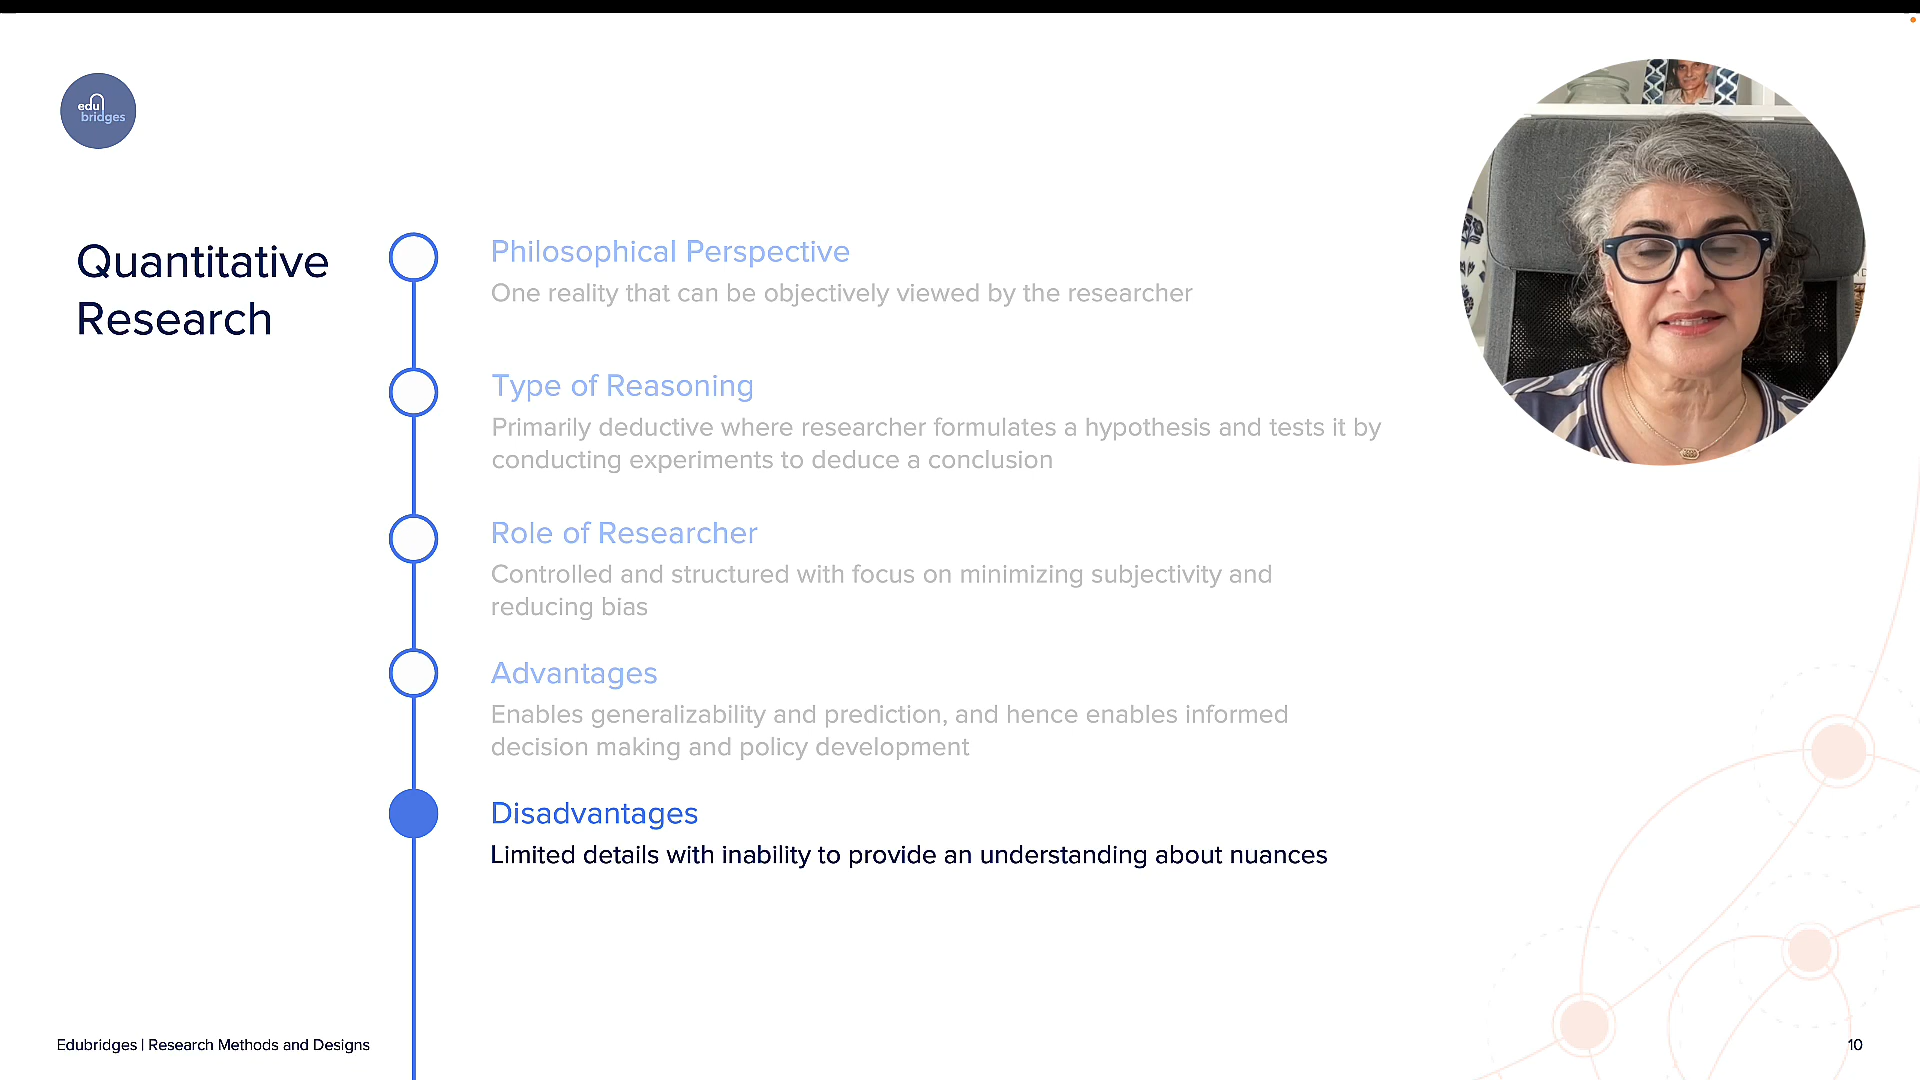 edu
bridges
Quantitative
Research
Philosophical Perspective
One reality that can be objectively viewed by the researcher
Type of Reasoning
Primarily deductive where researcher formulates a hypothesis and tests it by
conducting experiments to deduce a conclusion
Role of Researcher
Controlled and structured with focus on minimizing subjectivity and
reducing bias
Advantages
Enables generalizability and prediction, and hence enables informed
decision making and policy development
Disadvantages
Limited details with inability to provide an understanding about nuances
Edubridges | Research Methods and Designs
10